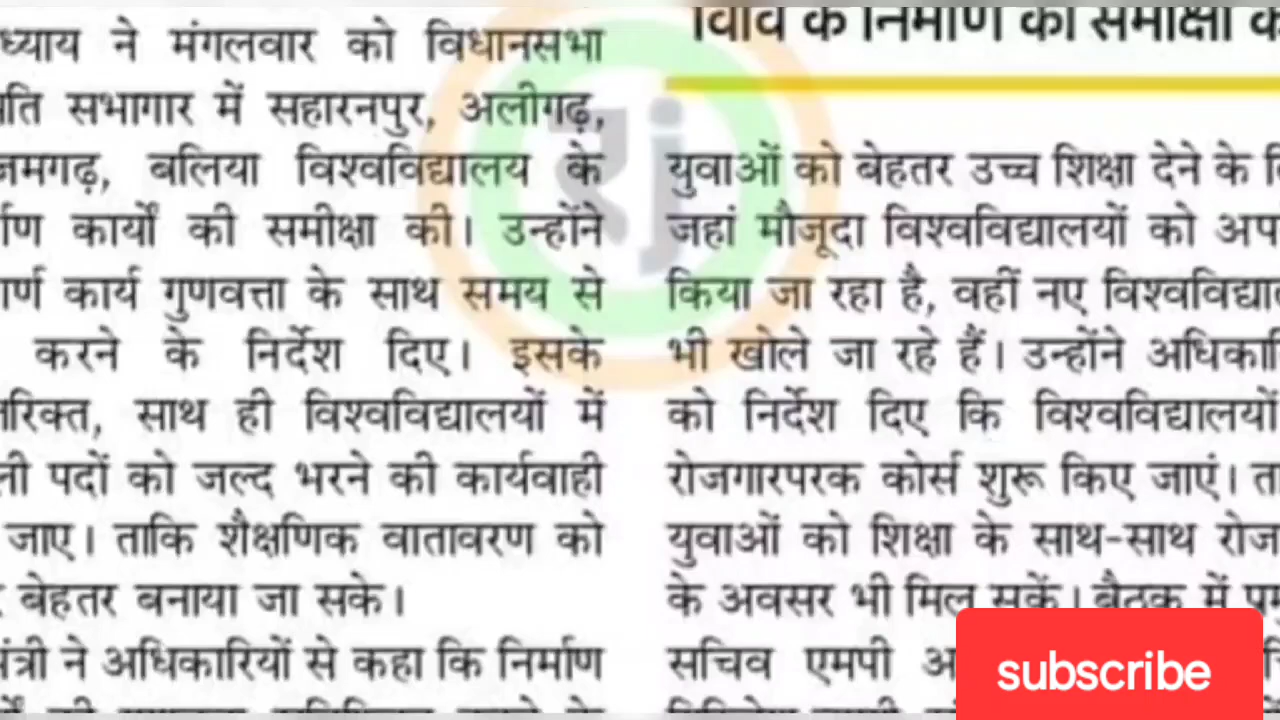 ध्याय ने मंगलवार को विधानसभा
सभागार में सहारनपुर, अलीगढ़,
जमगढ़, बलिया विश्वविद्यालय के
कार्यों की समीक्षा की। उन्होंने
कार्य गुणवत्ता के साथ समय से
करने के निर्देश दिए। इसके
साथ ही विश्वविद्यालयों में
पदों को जल्द भरने की कार्यवाही
जाए। ताकि शैक्षणिक वातावरण को
बेहतर बनाया जा सके।
ने अधिकारियों से कहा कि निर्माण
विवि के निर्माण की समीक्षा
युवाओं को बेहतर उच्च शिक्षा देने के
जहां मौजूदा विश्वविद्यालयों को अप
किया जा रहा है, वहीं नए विश्वविद्या
भी खोले जा रहे हैं। उन्होंने अधिका
को निर्देश दिए कि विश्वविद्यालयों
रोजगारपरक कोर्स शुरू किए जाएं। ता
युवाओं को शिक्षा के साथ-साथ रोज
के अवसर भी मिल सकें। बैठक में
सचिव एमपी अ
rj
subscribe